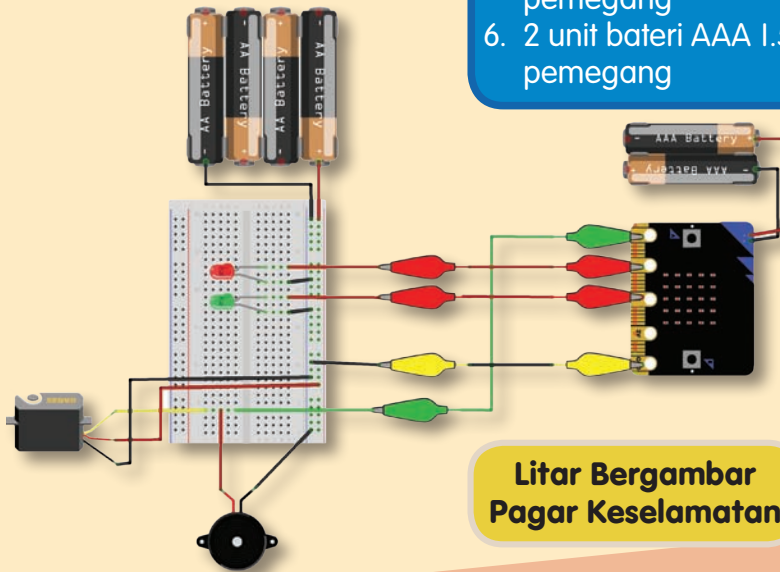 pemegang
6. 2 unit bateri AAA 1.
pemegang
AA Battery
AA Battery
AA Battery
AA Battery
AAA Battery
AAA Battery
Litar Bergambar
Pagar Keselamatan